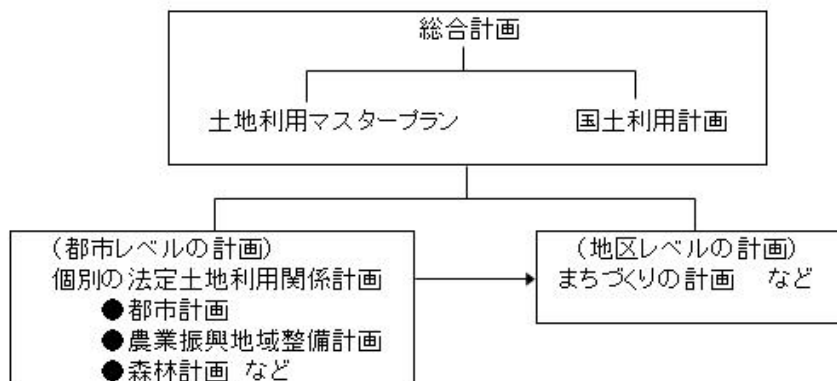 総合計画
土地利用マスタープラン
国土利用計画
(都市レベルの計画)
個別の法定土地利用関係計画
●都市計画
●農業振興地域整備計画
●森林計画 など
(地区レベルの計画)
まちづくりの計画 など